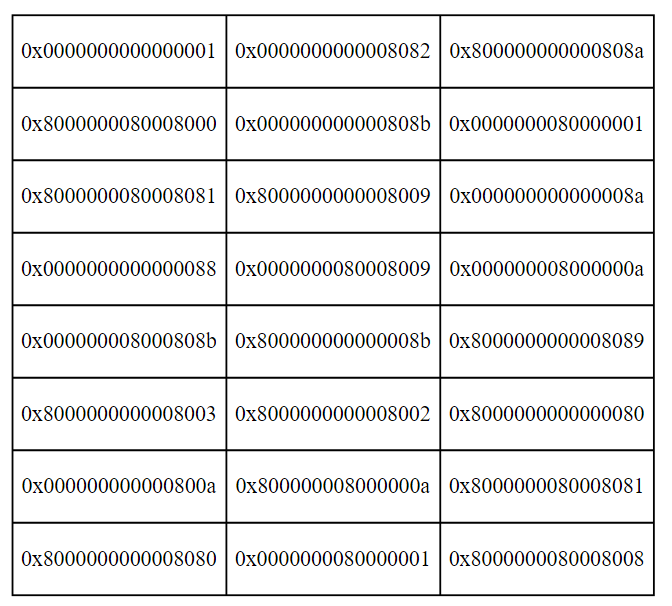 0x0000000000000001 0x0000000000008082 0x800000000000808a
0x8000000080008000 0x000000000000808b 0x0000000080000001
0x8000000080008081 0x8000000000008009 0x000000000000008a
0x0000000000000088 0x0000000080008009 0x000000008000000a
0x000000008000808b 0x800000000000008b 0x8000000000008089
0x8000000000008003 0x8000000000008002 0x8000000000000080
0x000000000000800a 0x800000008000000a 0x8000000080008081
0x8000000000008080 0x0000000080000001 0x8000000080008008